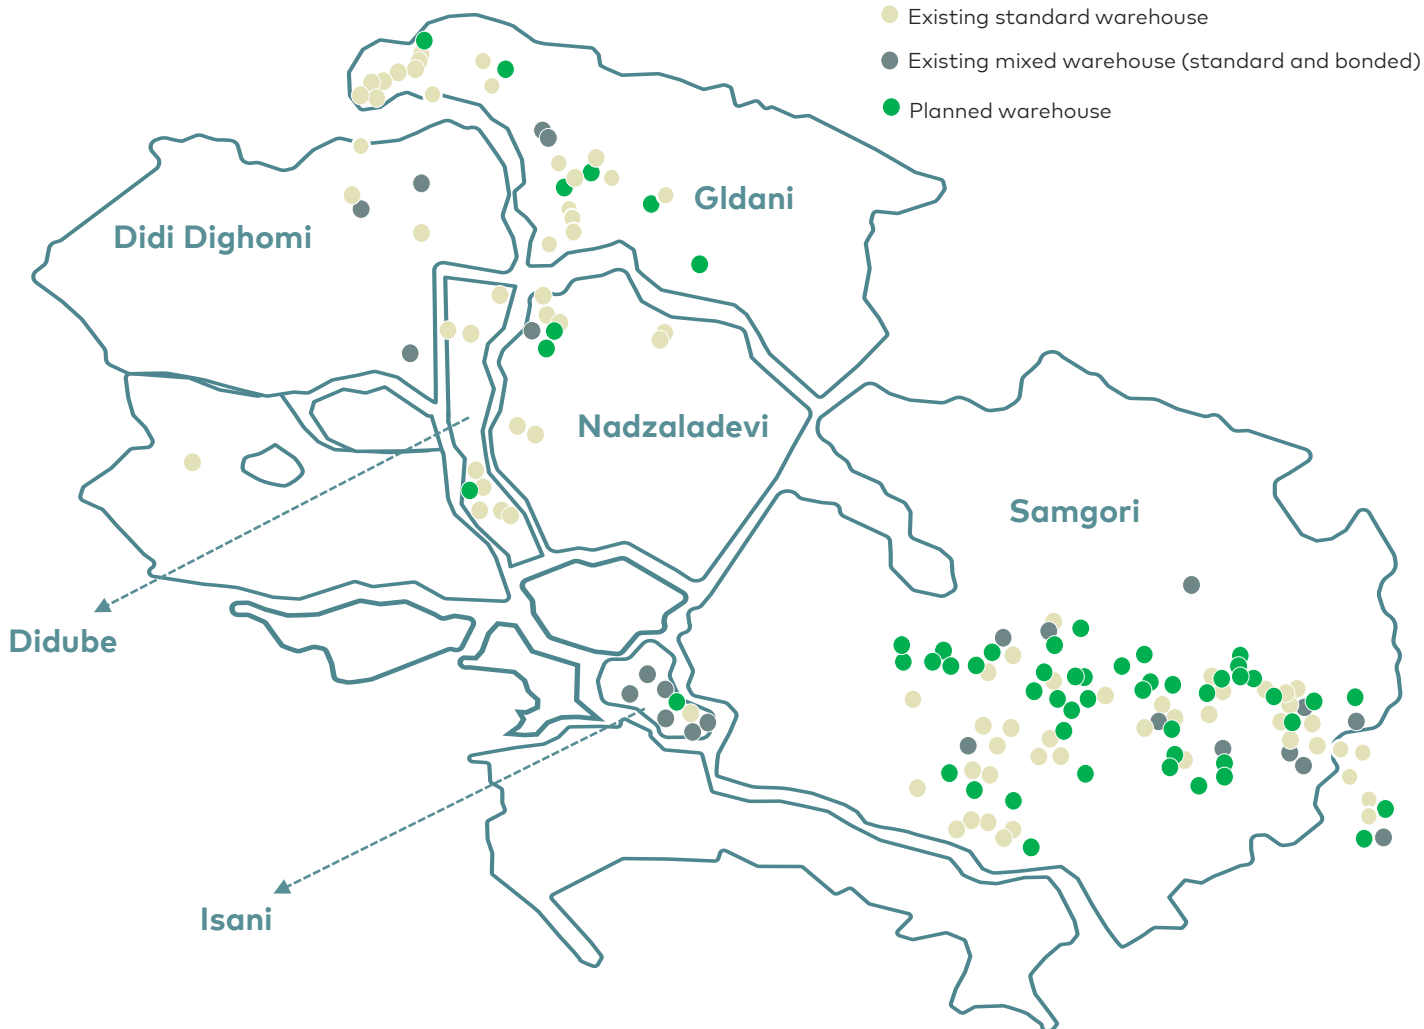 Existing standard warehouse
Existing mixed warehouse (standard and bonded)
Planned warehouse
Gldani
Didi Dighomi
Nadzaladevi
Samgori
Didube
Isani